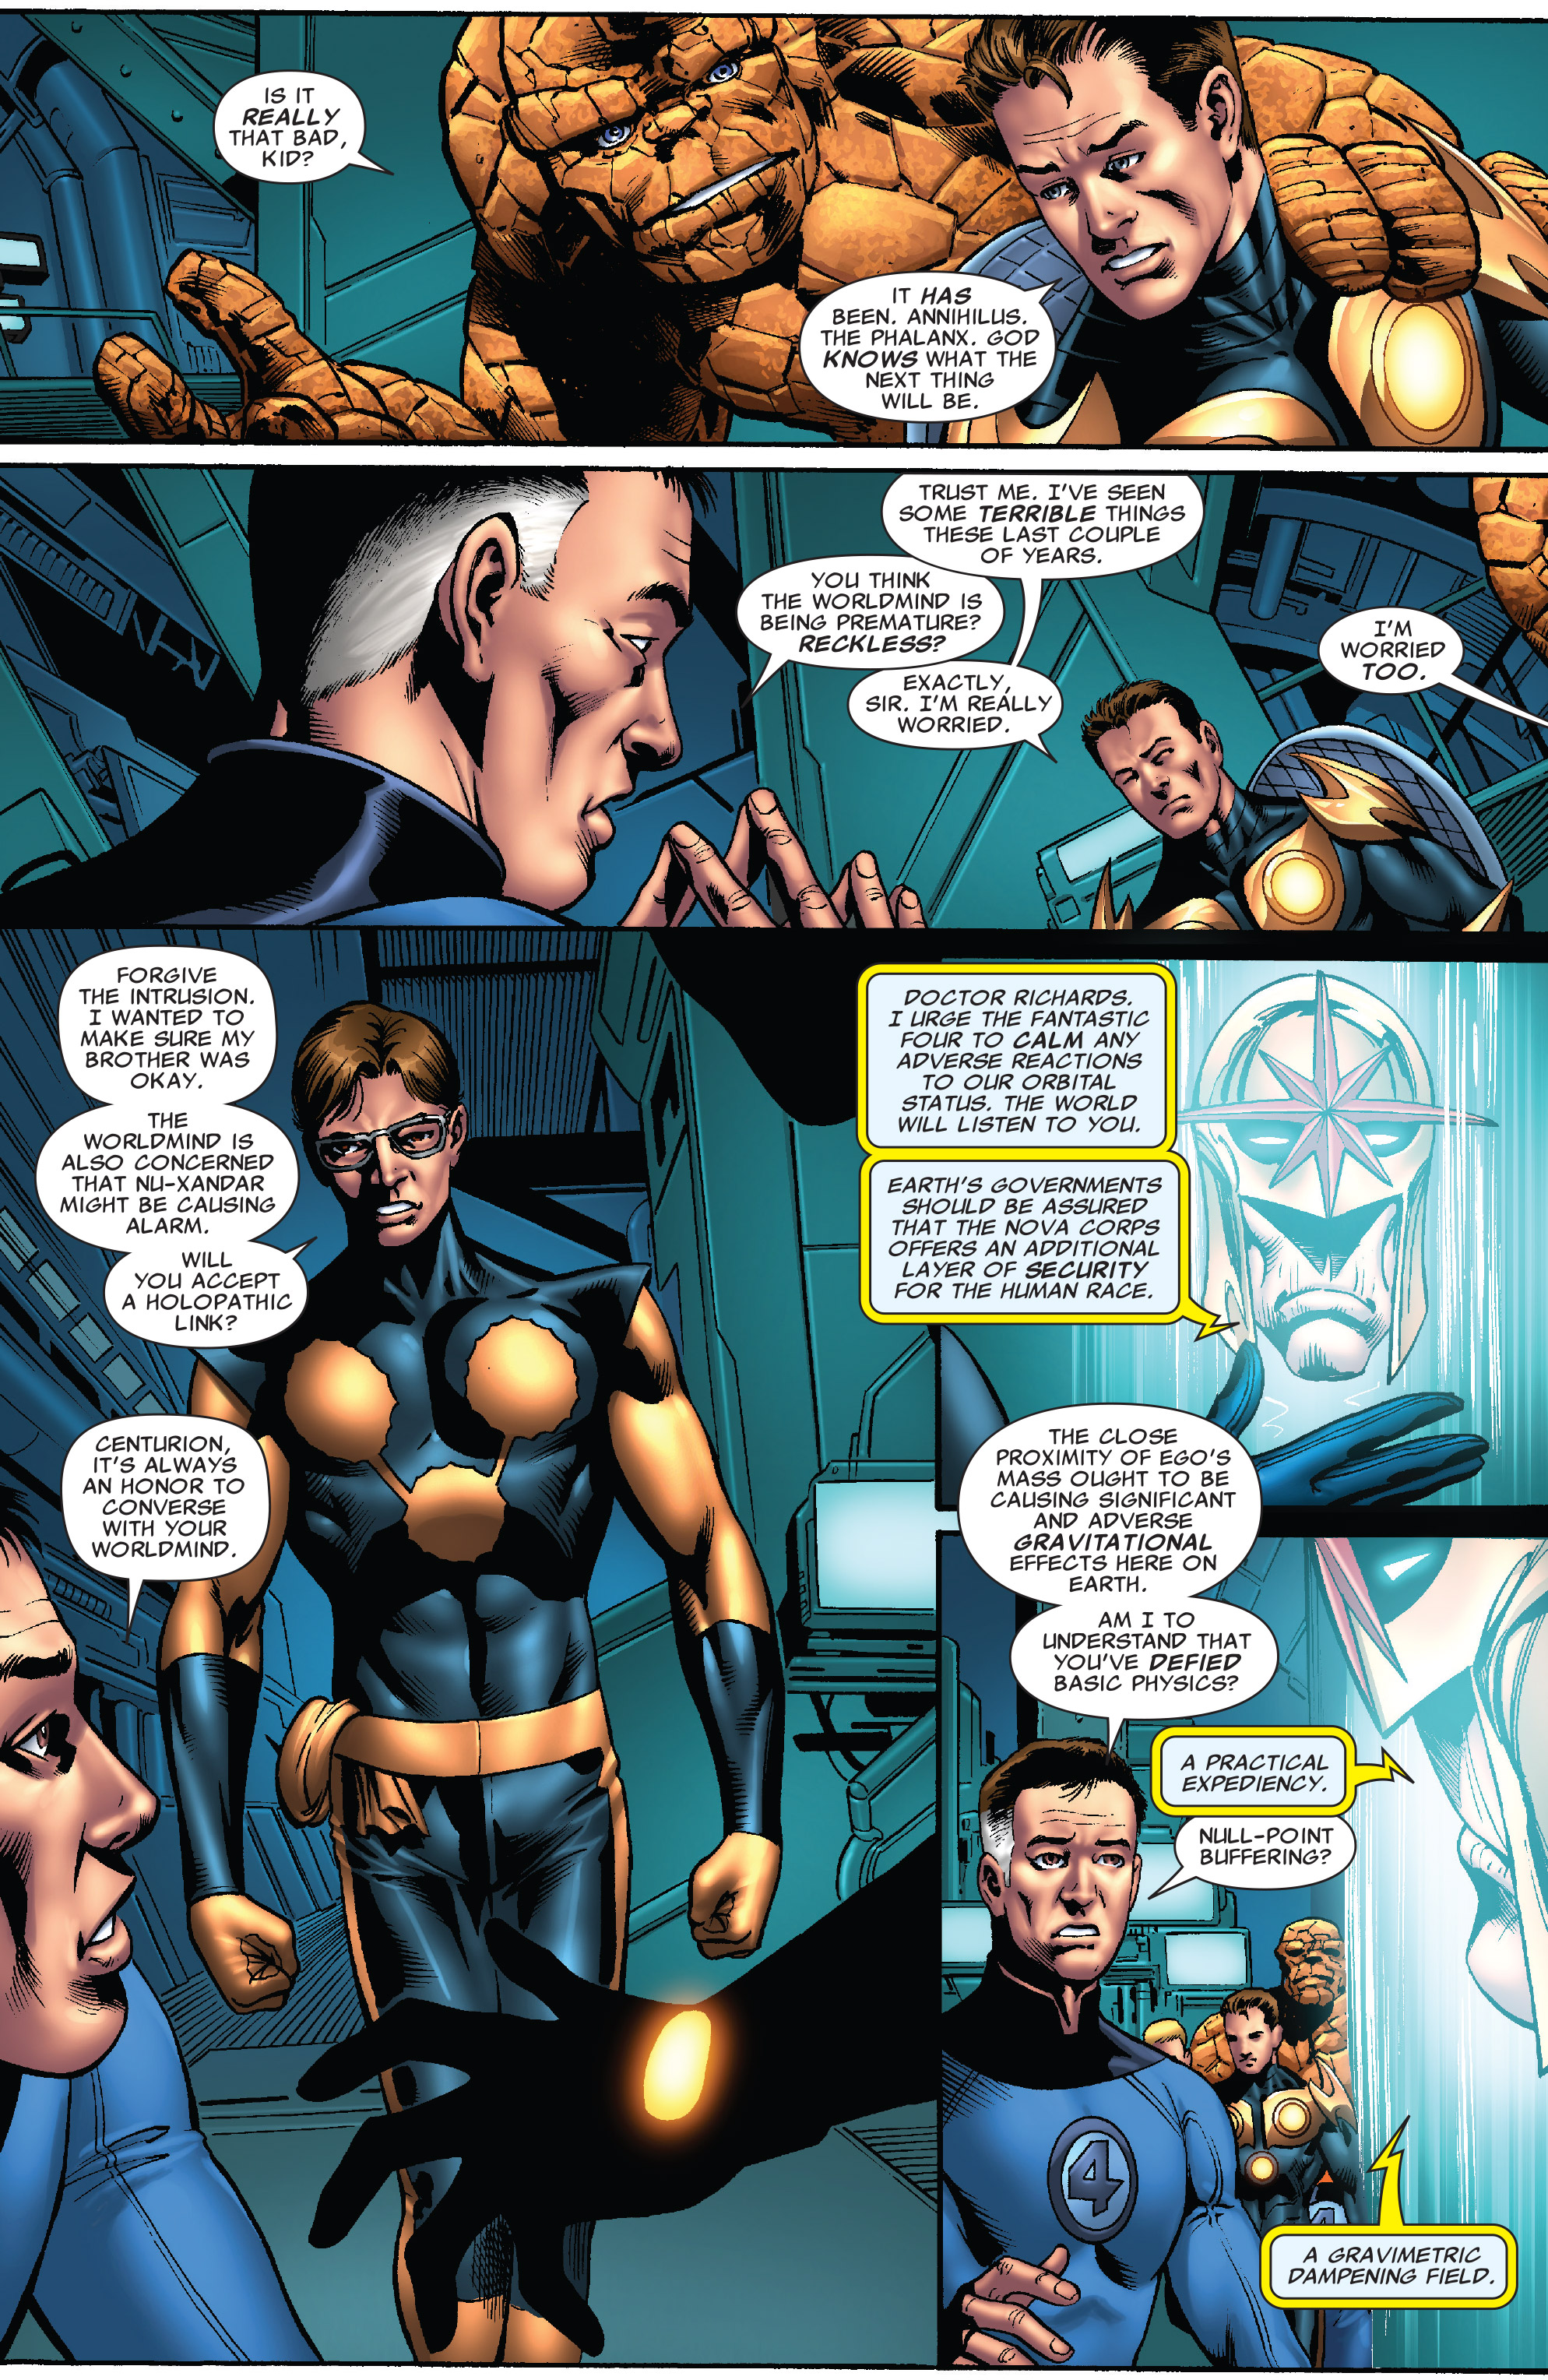 IS IT
REALLY
THAT BAD,
KID?
IT HAS
BEEN. ANNIHILUS.
THE PHALANX. GOD
KNOWS WHAT THE
NEXT THING
WILL BE.
TRUST ME. I'VE SEEN
SOME TERRIBLE THINGS
THESE LAST COUPLE
OF YEARS.
YOU THINK
THE WORLDMIND IS
BEING PREMATURE?
RECKLESS?
EXACTLY,
SIR. I'M REALLY
WORRIED.
I'M
WORRIED
TOO.
FORGIVE
THE INTRUSION.
I WANTED TO
MAKE SURE MY
BROTHER WAS
OKAY.
THE
WORLDMIND IS
ALSO CONCERNED
THAT NU-XANDAR
MIGHT BE CAUSING
ALARM.
WILL
YOU ACCEPT
A HOLOPATHIC
LINK?
CENTURION,
IT'S ALWAYS
AN HONOR TO
CONVERSE
WITH YOUR
WORLDMIND.
DOCTOR RICHARDS.
I URGE THE FANTASTIC
FOUR TO CALM ANY
ADVERSE REACTIONS
TO OUR ORBITAL
STATUS. THE WORLD
WILL LISTEN TO YOU.
EARTH'S GOVERNMENTS
SHOULD BE ASSURED
THAT THE NOVA CORPS
OFFERS AN ADDITIONAL
LAYER OF SECURITY
FOR THE HUMAN RACE.
THE CLOSE
PROXIMITY OF EGO'S
MASS OUGHT TO BE
CAUSING SIGNIFICANT
AND ADVERSE
GRAVITATIONAL
EFFECTS HERE ON
EARTH.
AM I TO
UNDERSTAND THAT
YOU'VE DEFIED
BASIC PHYSICS?
A PRACTICAL
EXPEDIENCY.
NULL-POINT
BUFFERING?
4
4
A GRAVIMETRIC
DAMPENING FIELD.